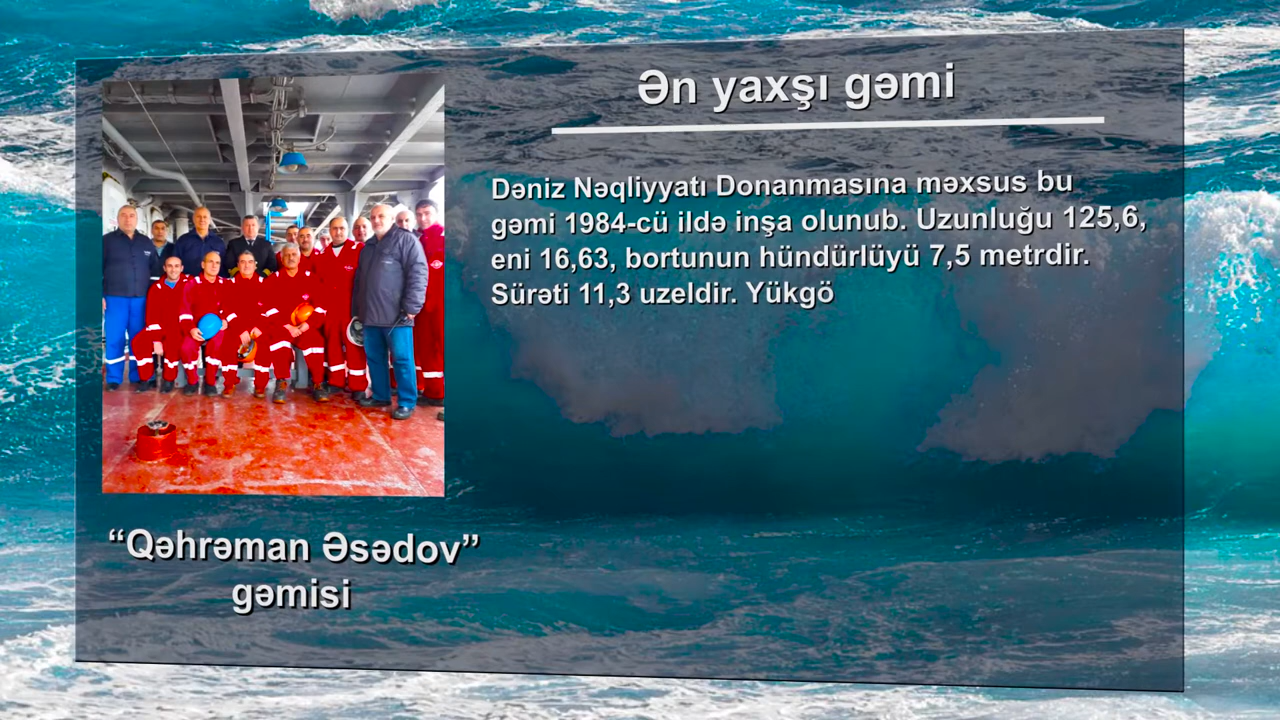 Ən yaxşı gəmi
Dəniz Nəqliyyatı Donanmasına məxsus bu
gəmi 1984-cü ildə inşa olunub. Uzunluğu 125,6,
eni 16,63, bortunun hündürlüyü 7,5 metrdir.
Sürəti 11,3 uzeldir. Yükgö
“Qəhrəman Əsədov”
gəmisi